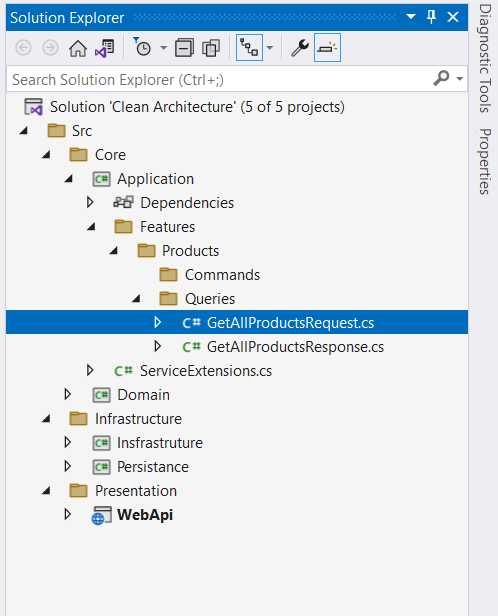 Solution Explorer
Search Solution Explorer (Ctrl+;)
Solution 'Clean Architecture' (5 of 5 projects)
Src
Core
C# Application
Dependencies
Features
Products
Commands
Queries
C# GetAllProductsRequest.cs
C# GetAllProductsResponse.cs
C# ServiceExtensions.cs
C# Domain
Infrastructure
C# Insfrastruture
C# Persistance
Presentation
WebApi
Diagnostic Tools
Properties